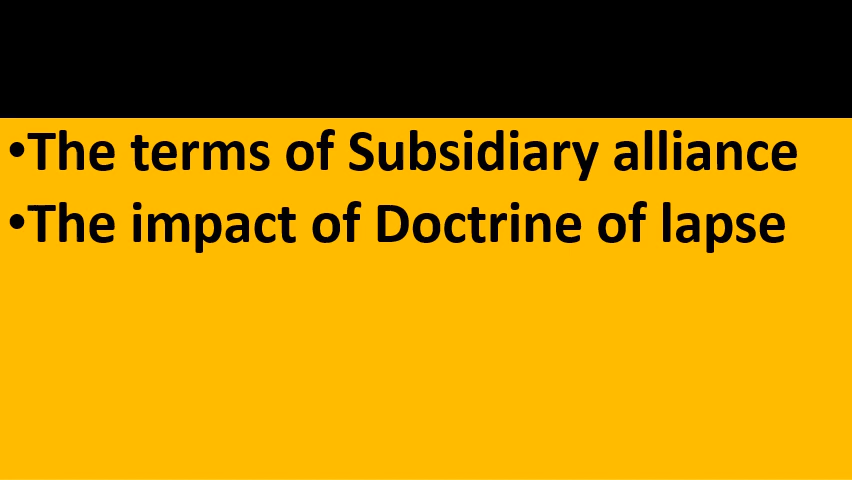 •The terms of Subsidiary alliance
•The impact of Doctrine of lapse